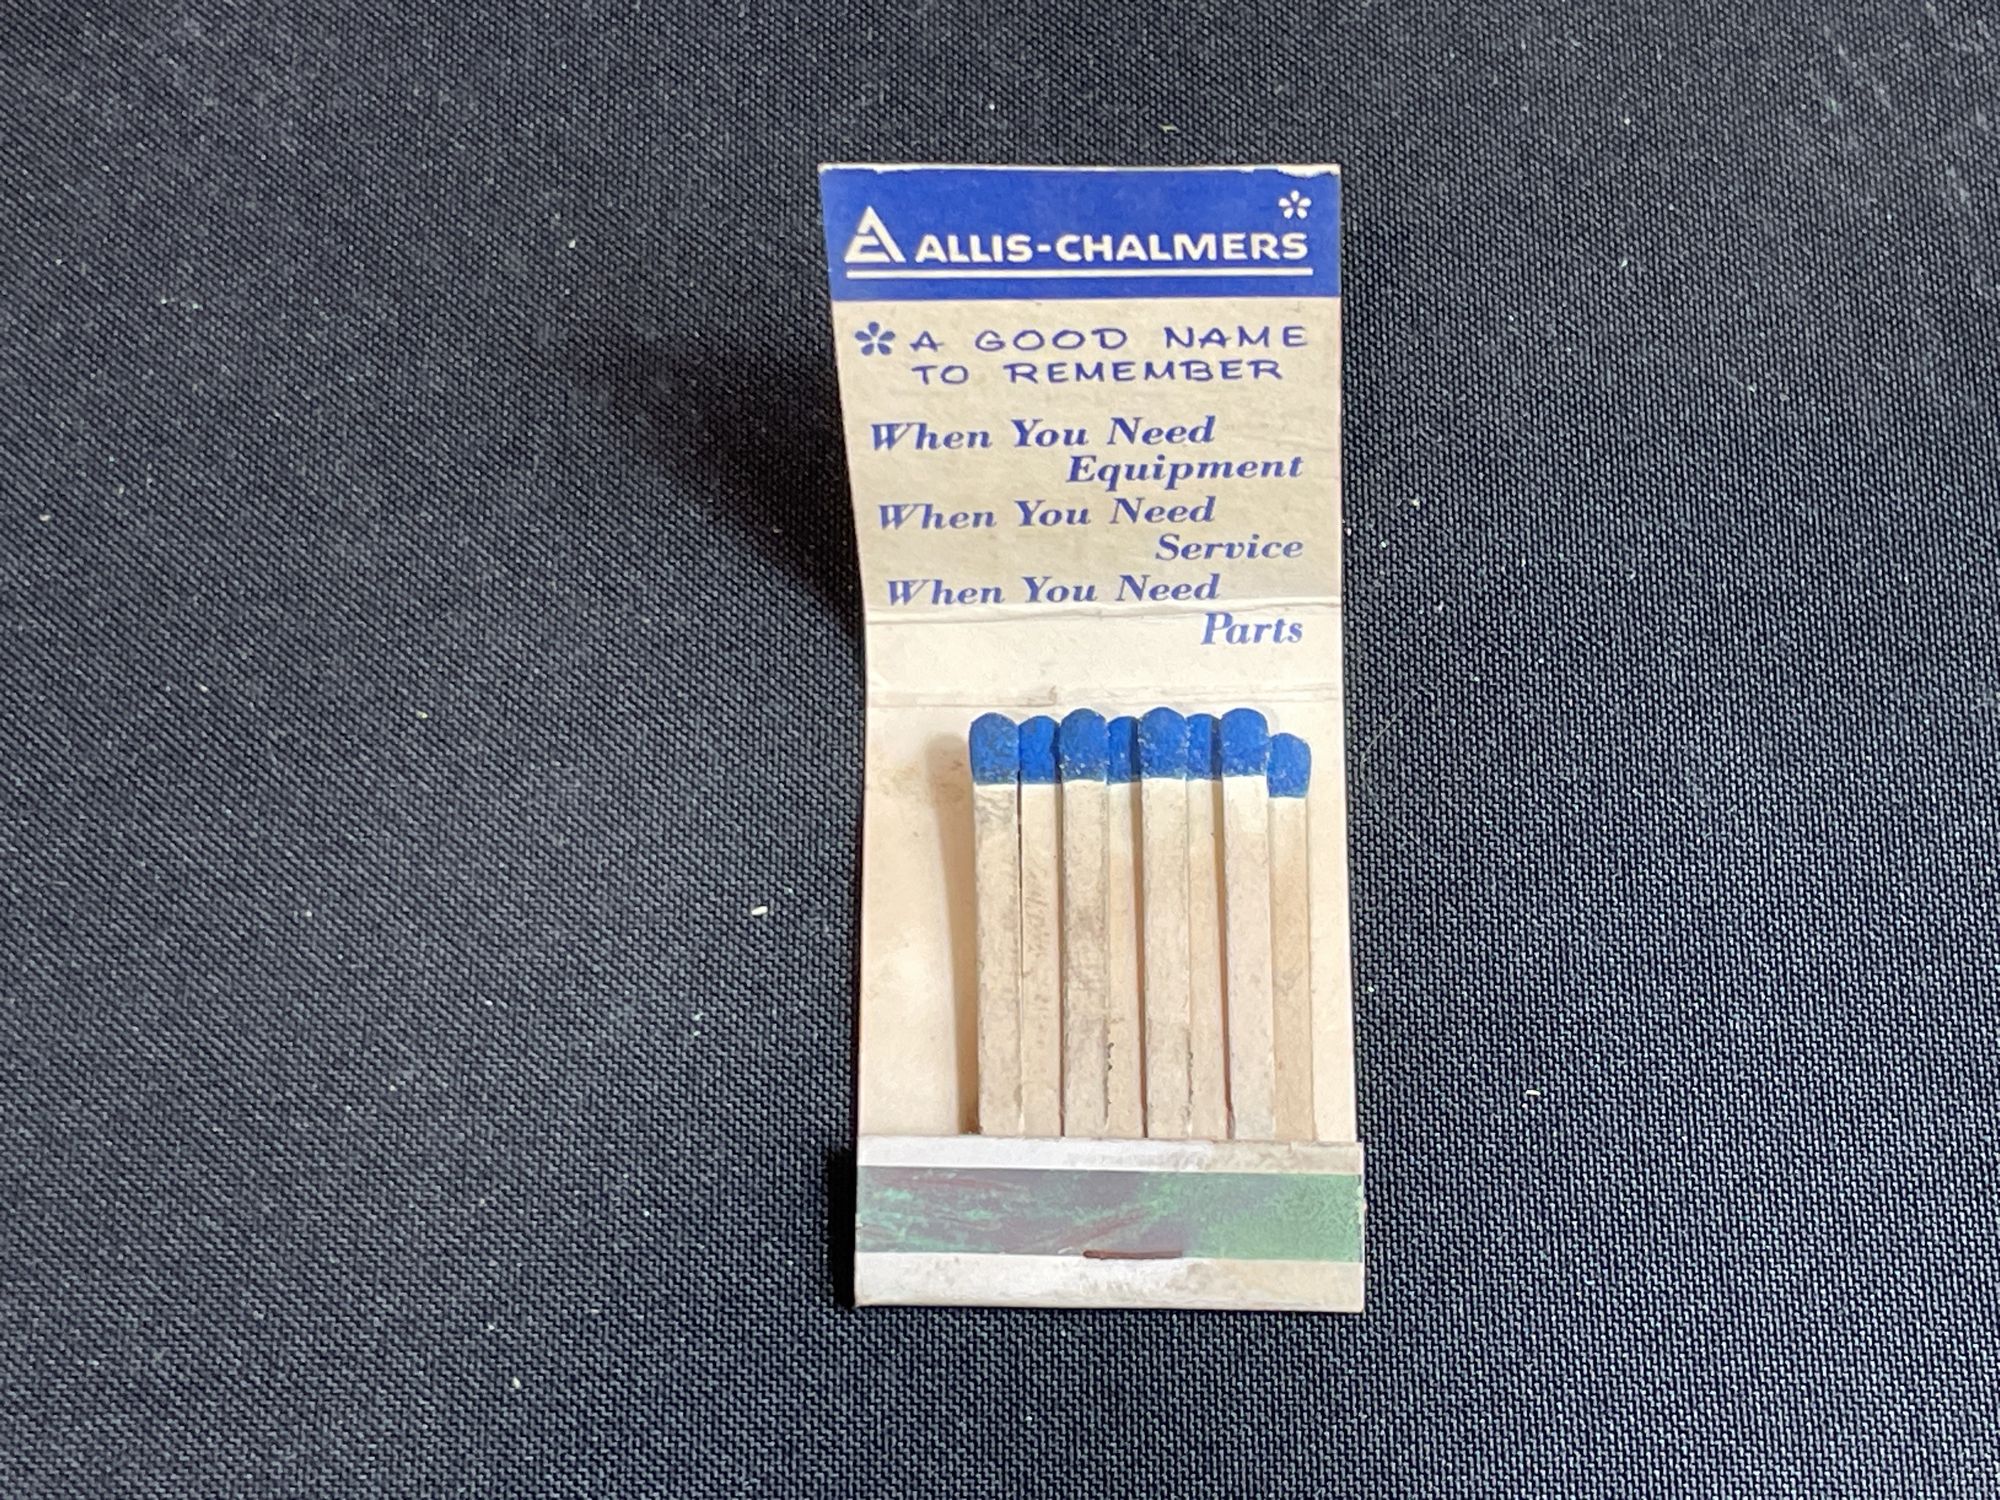 *
ALLIS-CHALMERS
* A GOOD NAME
TO REMEMBER
When You Need
Equipment
When You Need
Service
When You Need
Parts